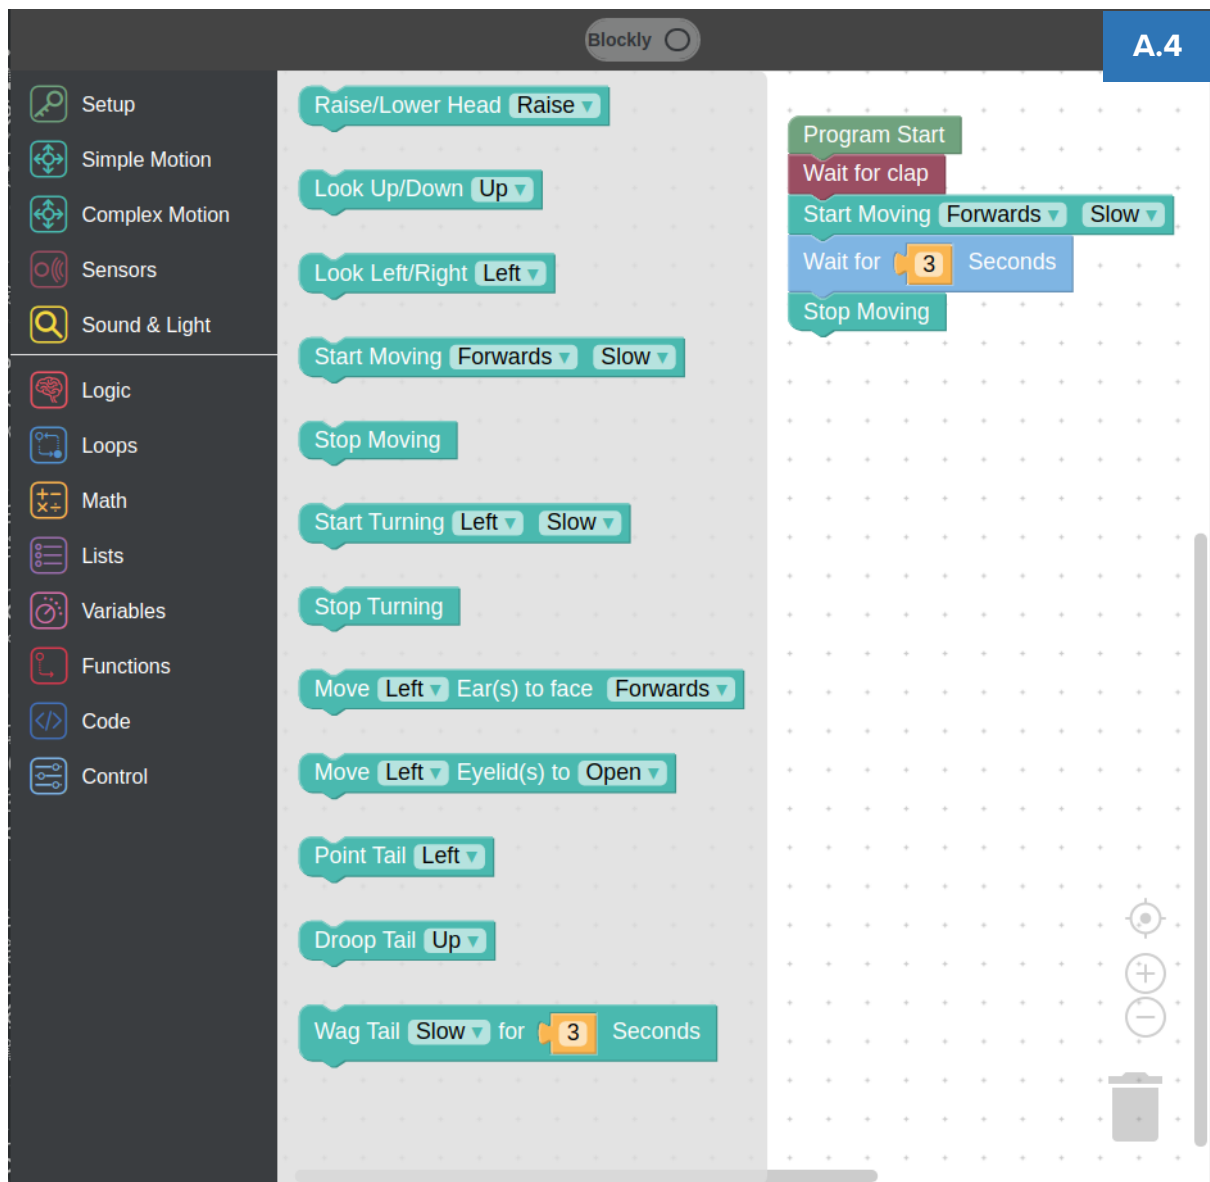 Blockly
A.4
Setup
Simple Motion
Complex Motion
Sensors
Sound & Light
Logic
Loops
Math
Lists
Variables
Functions
Code
Control
Raise/Lower Head Raise
Look Up/Down Up
Look Left/Right Left
Start Moving Forwards Slow
Stop Moving
Start Turning Left Slow
Stop Turning
Move Left Ear(s) to face Forwards
Move Left Eyelid(s) to Open
Point Tail Left
Droop Tail Up
Wag Tail Slow for 3 Seconds
Program Start
Wait for clap
Start Moving Forwards Slow
Wait for 3 Seconds
Stop Moving